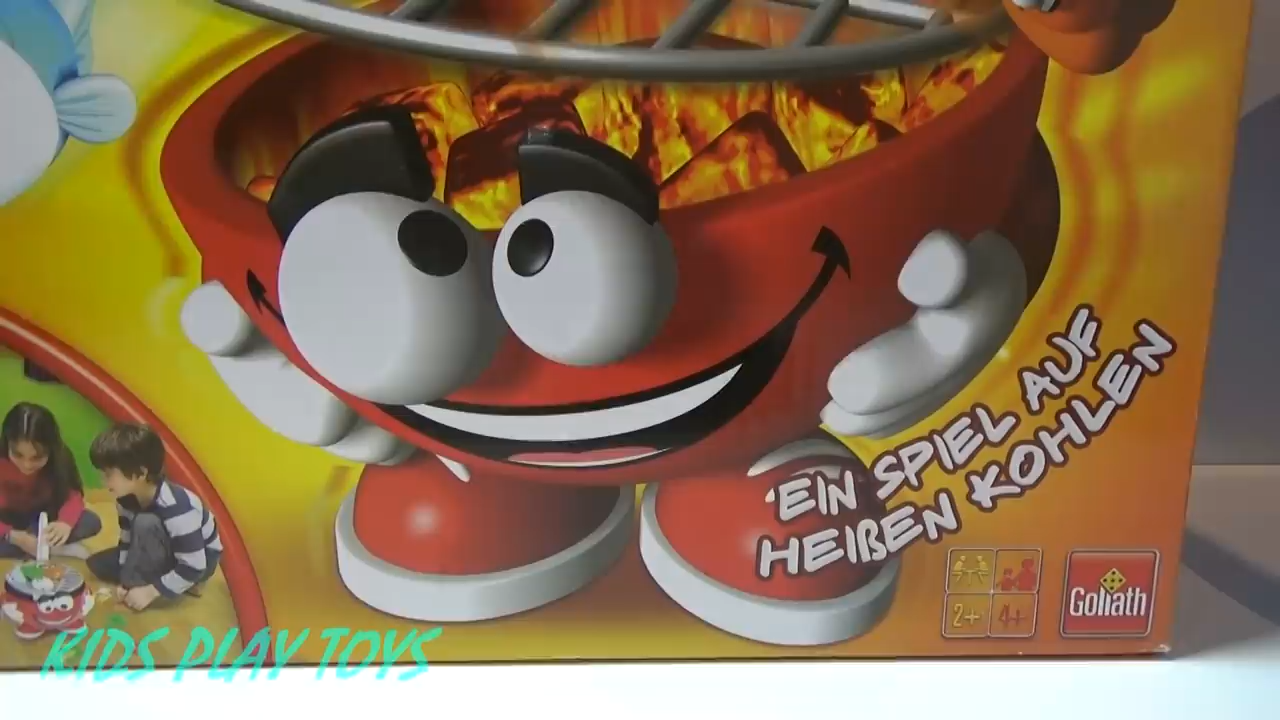 EIN SPIEL AUF
HEIßEN KOHLEN
2+ 4+
Goliath
KIDS PLAY TOYS